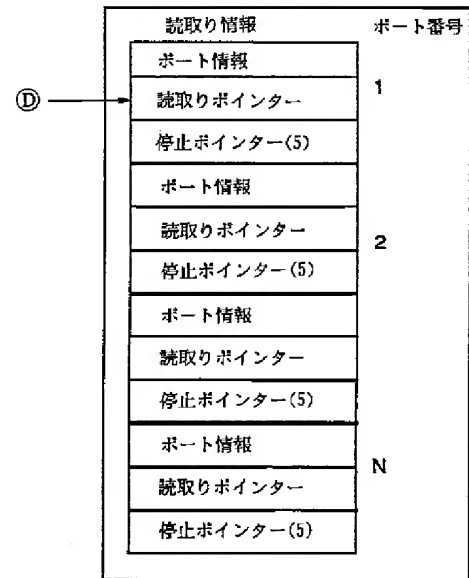 読取り情報 ポート番号
ポート情報
1
Ⓓ 読取りポインター
停止ポインター(5)
ポート情報
読取りポインター
2
停止ポインター(5)
ポート情報
読取りポインター
停止ポインター(5)
ポート情報
N
読取りポインター
停止ポインター(5)